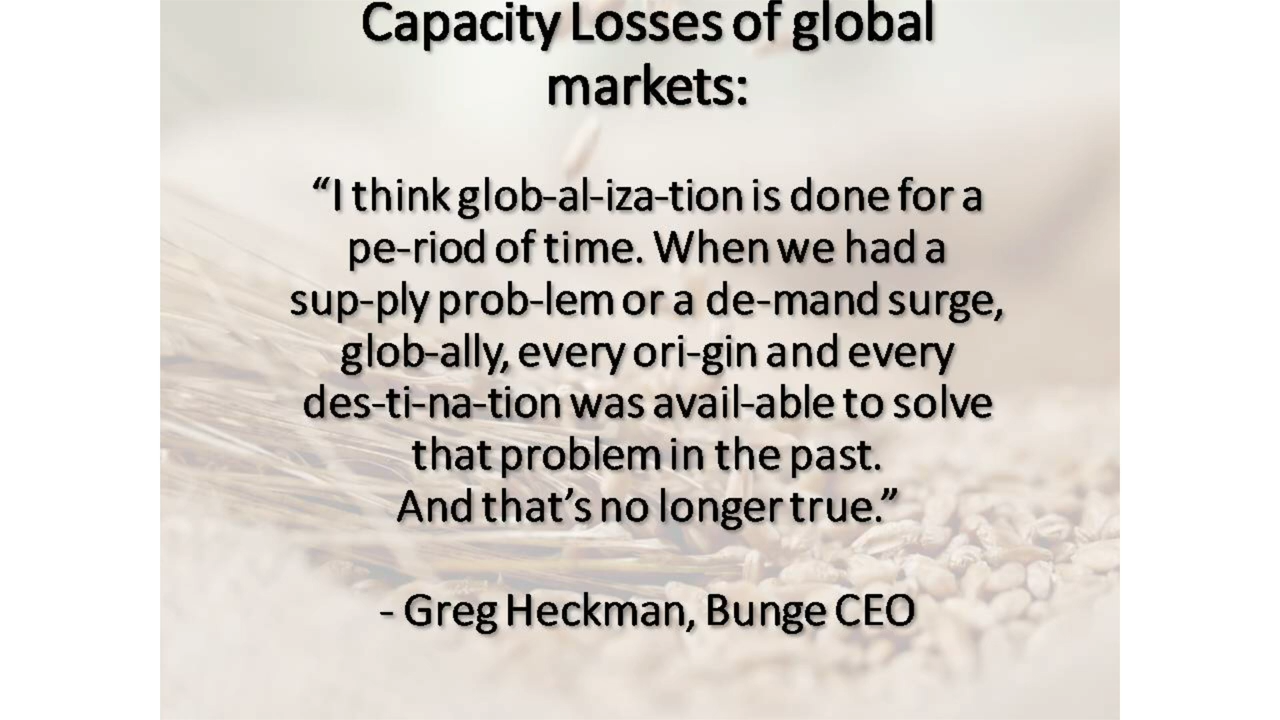 Capacity Losses of global
markets:
“I think glob-al-iza-tion is done for a
pe-riod of time. When we had a
sup-ply prob-lem or a de-mand surge,
glob-ally, every ori-gin and every
des-ti-na-tion was avail-able to solve
that problem in the past.
And that’s no longer true.”
- Greg Heckman, Bunge CEO